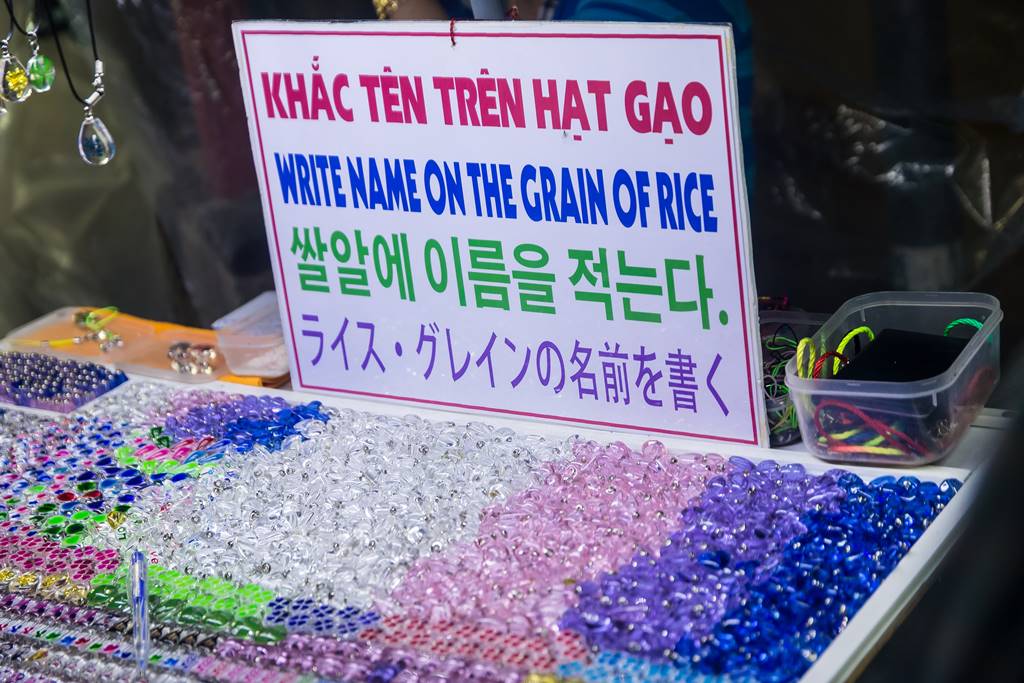 KHẮC TÊN TRÊN HẠT GẠO
WRITE NAME ON THE GRAIN OF RICE
쌀알에 이름을 적는다.
ライス・グレインの名前を書く